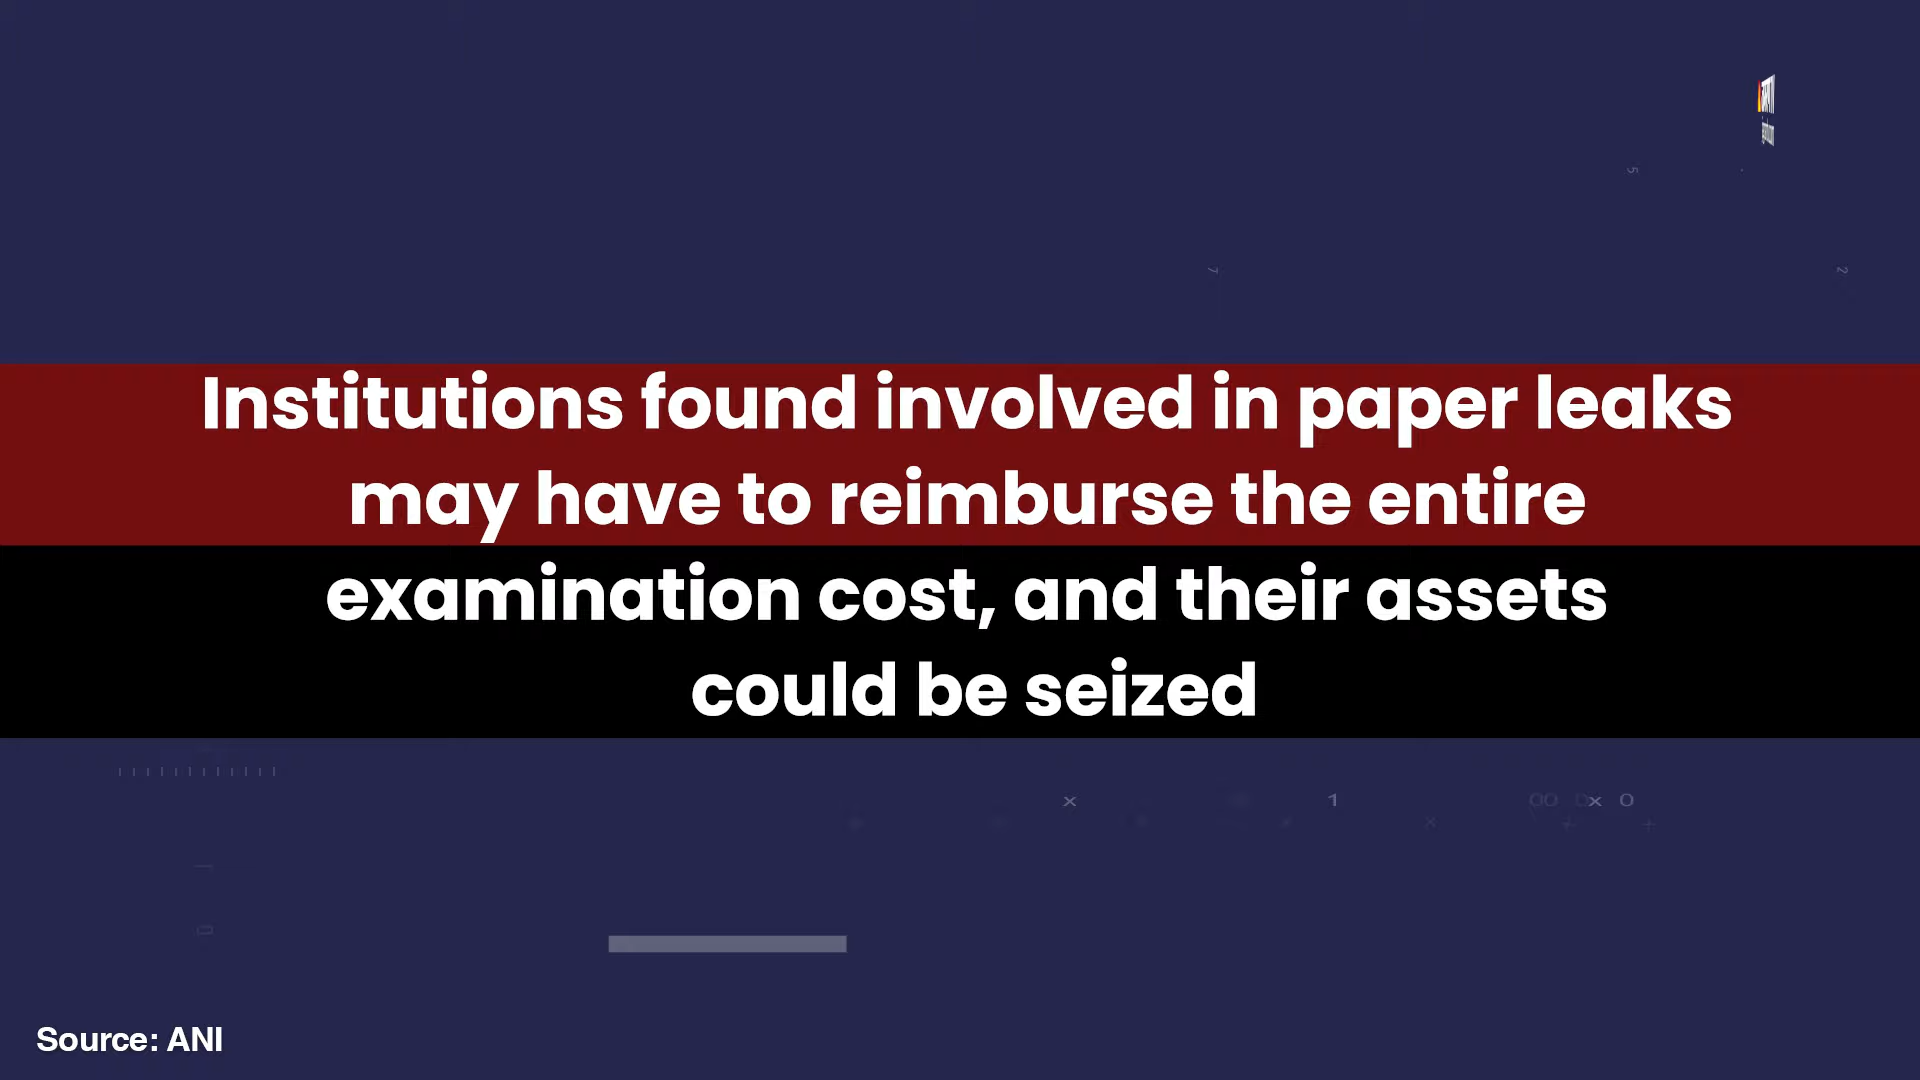 Institutions found involved in paper leaks
may have to reimburse the entire
examination cost, and their assets
could be seized
Source: ANI